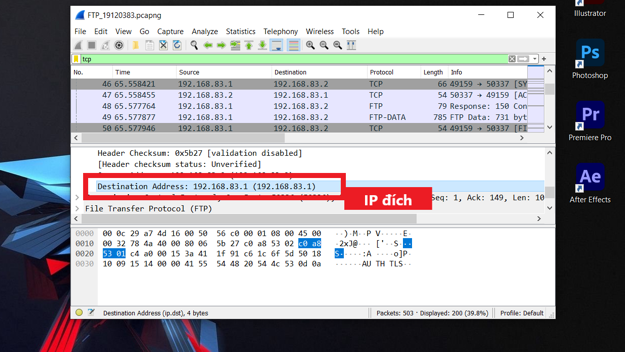 FTP_19120383.pcapng
File Edit View Go Capture Analyze Statistics Telephony Wireless Tools Help
tcp
No. Time Source Destination Protocol Length Info
46 65.558421 192.168.83.1 192.168.83.2 TCP 66 49159 → 50337 [SY
47 65.558455 192.168.83.2 192.168.83.1 TCP 54 50337 → 49159 [AC
48 65.577764 192.168.83.1 192.168.83.2 FTP 79 Response: 150 Con
49 65.577877 192.168.83.1 192.168.83.2 FTP-DATA 785 FTP Data: 731 byt
50 65.577946 192.168.83.1 192.168.83.2 TCP 54 49159 → 50337 [FI
Header Checksum: 0x5b27 [validation disabled]
[Header checksum status: Unverified]
Destination Address: 192.168.83.1 (192.168.83.1)
Seq: 1, Ack: 149, Len: 10
IP đích
File Transfer Protocol (FTP)
0000 00 0c 29 a7 4d 16 00 50 56 c0 00 01 08 00 45 00 ··)·M··P V·····E·
0010 00 32 78 4a 40 00 80 06 5b 27 c0 a8 53 02 c0 a8 ·2xJ@··· ['··S···
0020 53 01 c4 a0 00 15 3a 41 1f 91 c6 1c 6f 5d 50 18 S·····:A ····o]P·
0030 10 09 15 14 00 00 41 55 54 48 20 54 4c 53 0d 0a ······AU TH TLS··
Destination Address (ip.dst), 4 bytes
Packets: 503 · Displayed: 200 (39.8%)
Profile: Default
Illustrator
Ps
Photoshop
Pr
Premiere Pro
Ae
After Effects